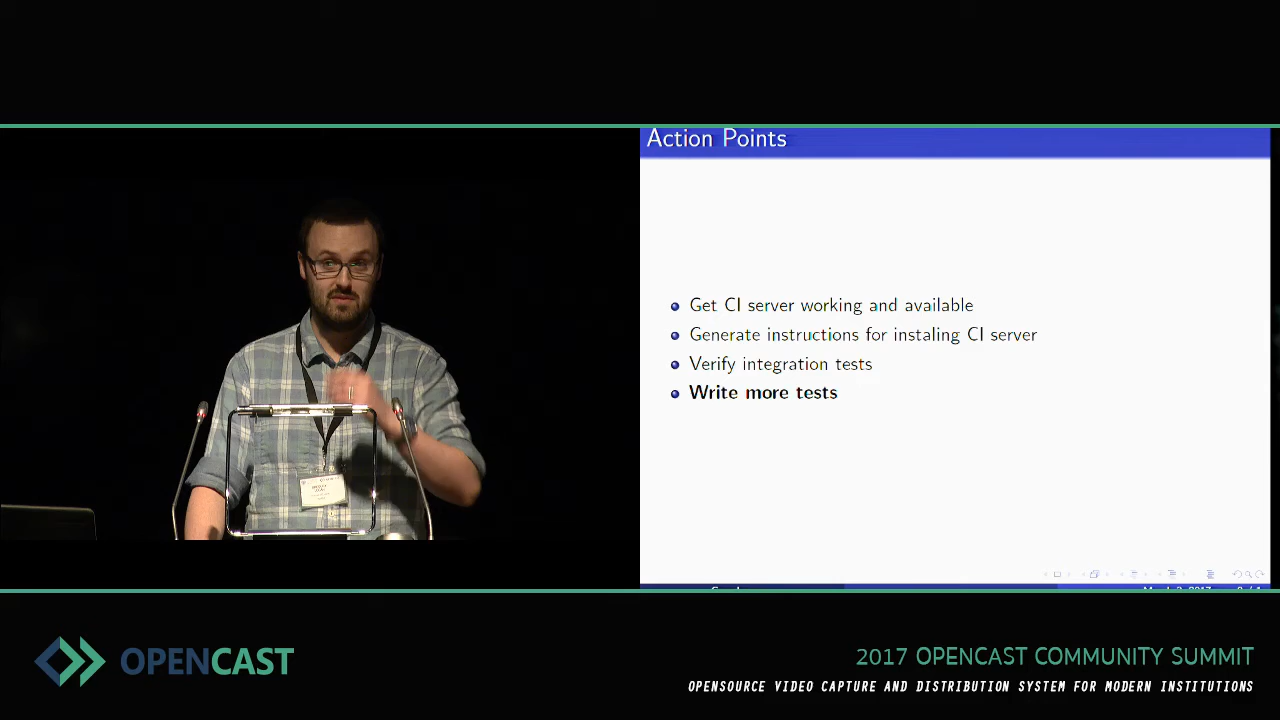 Action Points
Get CI server working and available
Generate instructions for instaling CI server
Verify integration tests
Write more tests
OPENCAST
2017 OPENCAST COMMUNITY SUMMIT
OPENSOURCE VIDEO CAPTURE AND DISTRIBUTION SYSTEM FOR MODERN INSTITUTIONS